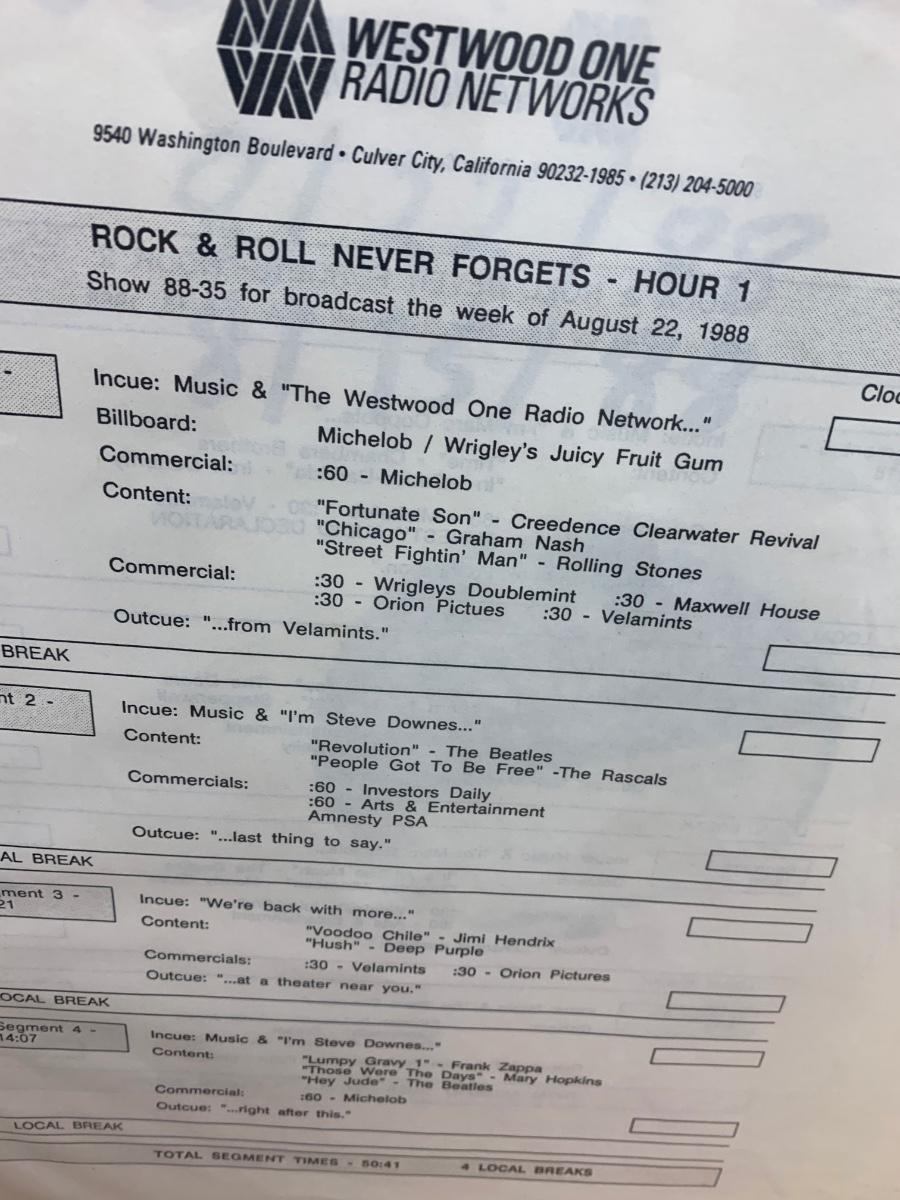 WESTWOOD ONE
RADIO NETWORKS
9540 Washington Boulevard • Culver City, California 90232-1985 • (213) 204-5000
ROCK & ROLL NEVER FORGETS - HOUR 1
Show 88-35 for broadcast the week of August 22, 1988
-
Incue: Music & "The Westwood One Radio Network..."
Billboard: Michelob / Wrigley's Juicy Fruit Gum
Commercial: :60 - Michelob
Content: "Fortunate Son" - Creedence Clearwater Revival
"Chicago" - Graham Nash
"Street Fightin' Man" - Rolling Stones
Commercial: :30 - Wrigleys Doublemint :30 - Maxwell House
:30 - Orion Pictues :30 - Velamints
Outcue: "...from Velamints."
BREAK
nt 2 -
Incue: Music & "I'm Steve Downes..."
Content: "Revolution" - The Beatles
"People Got To Be Free" -The Rascals
Commercials: :60 - Investors Daily
:60 - Arts & Entertainment
Amnesty PSA
Outcue: "...last thing to say."
AL BREAK
ment 3 -
21
Incue: "We're back with more..."
Content: "Voodoo Chile" - Jimi Hendrix
"Hush" - Deep Purple
Commercials: :30 - Velamints :30 - Orion Pictures
Outcue: "...at a theater near you."
OCAL BREAK
Segment 4 -
14:07
Incue: Music & "I'm Steve Downes..."
Content: "Lumpy Gravy 1" - Frank Zappa
"Those Were The Days" - Mary Hopkins
"Hey Jude" - The Beatles
Commercial: :60 - Michelob
Outcue: "...right after this."
LOCAL BREAK
TOTAL SEGMENT TIMES - 50:41 4 LOCAL BREAKS